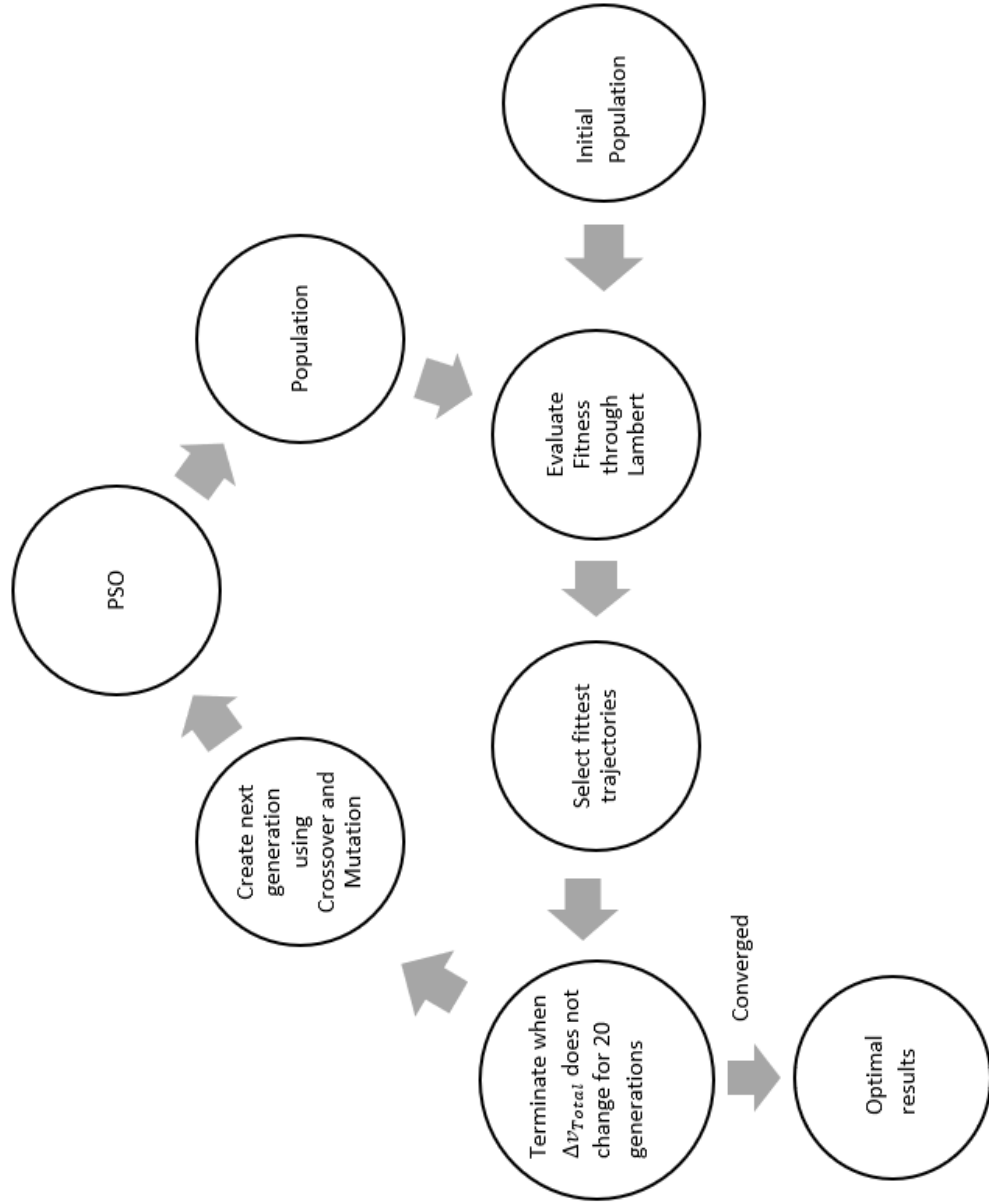 Initial
Population
Evaluate
Fitness
through
Lambert
Select fittest
trajectories
Terminate when
Δv_Total does not
change for 20
generations
Converged
Optimal
results
Create next
generation
using
Crossover and
Mutation
PSO
Population